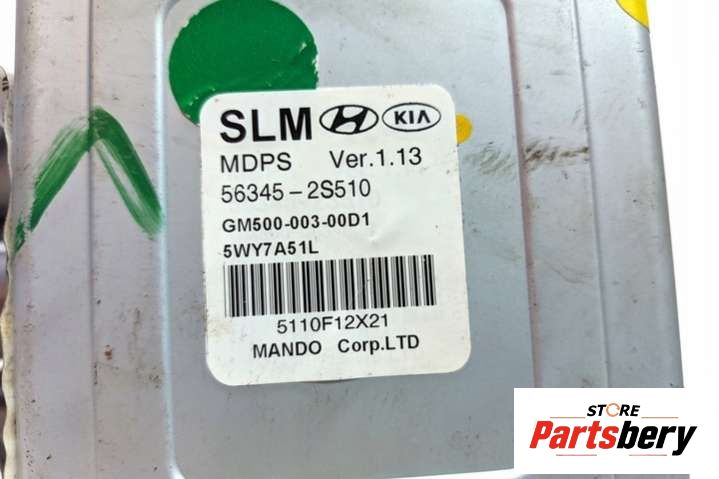 SLM KIA
MDPS Ver.1.13
56345-2S510
GM500-003-00D1
5WY7A51L
5110F12X21
MANDO Corp.LTD
STORE
Partsbery